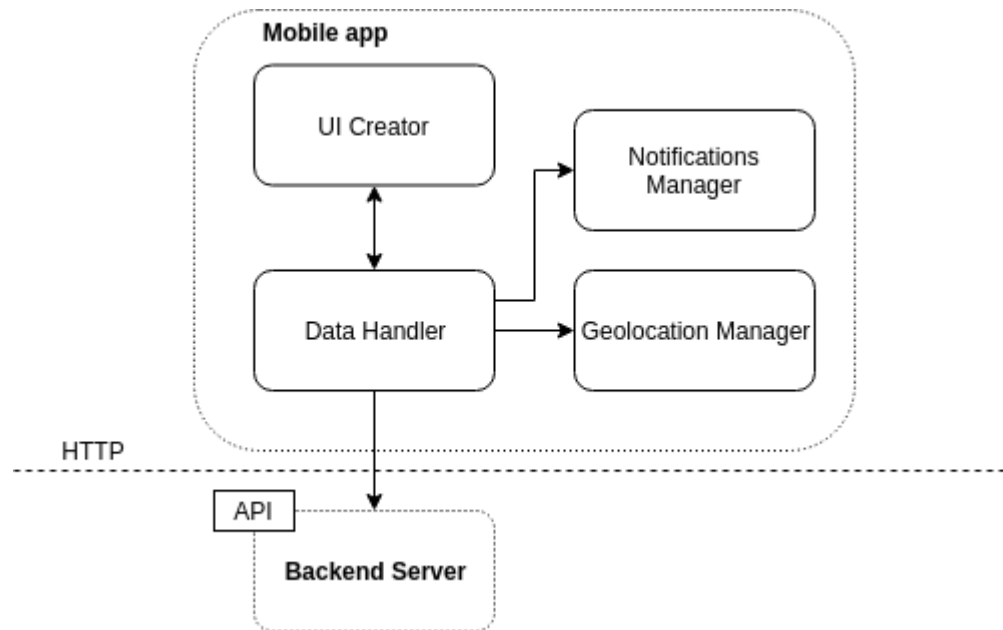 Mobile app
UI Creator
Notifications
Manager
Data Handler
Geolocation Manager
HTTP
API
Backend Server